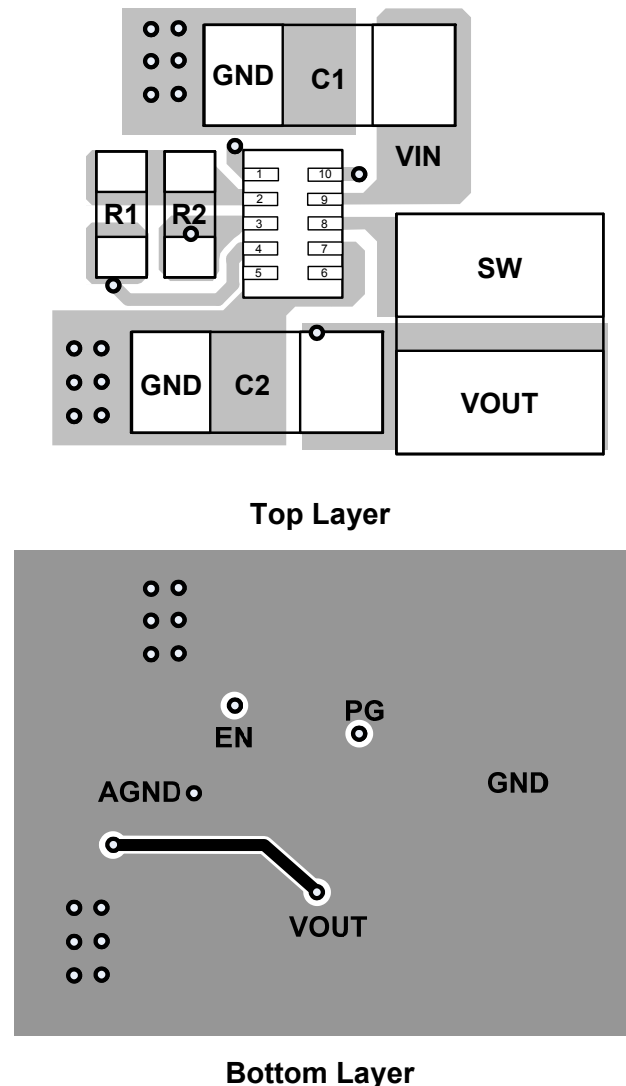 GND C1
VIN
1 10
2 9
3 8
4 7
5 6
R1 R2
SW
GND C2
VOUT
Top Layer
EN
PG
AGND
GND
VOUT
Bottom Layer